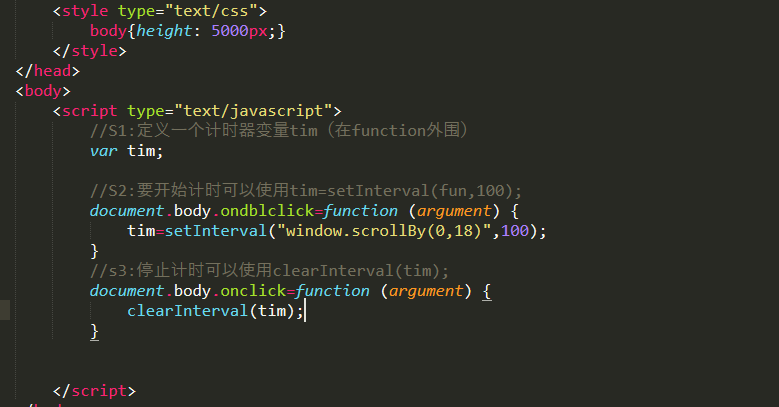 <style type="text/css">
body{height: 5000px;}
</style>
</head>
<body>
<script type="text/javascript">
//S1:定义一个计时器变量tim（在function外围）
var tim;
//S2:要开始计时可以使用tim=setInterval(fun,100);
document.body.ondblclick=function (argument) {
tim=setInterval("window.scrollBy(0,18)",100);
}
//s3:停止计时可以使用clearInterval(tim);
document.body.onclick=function (argument) {
clearInterval(tim);
}
</script>